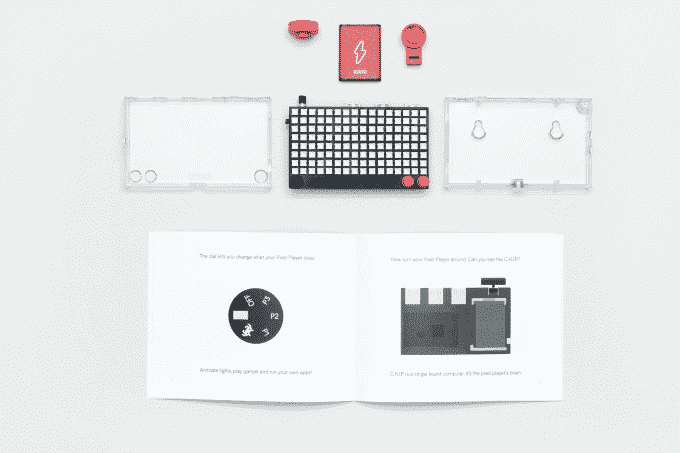 KANO
The dial lets you change what your Pixel Player does
OFF
P3
P2
Now turn your Pixel Player around. Can you see the C.H.I.P?
Animate lights, play games and run your own apps!
C.H.I.P is a single board computer. It's the pixel player's brain